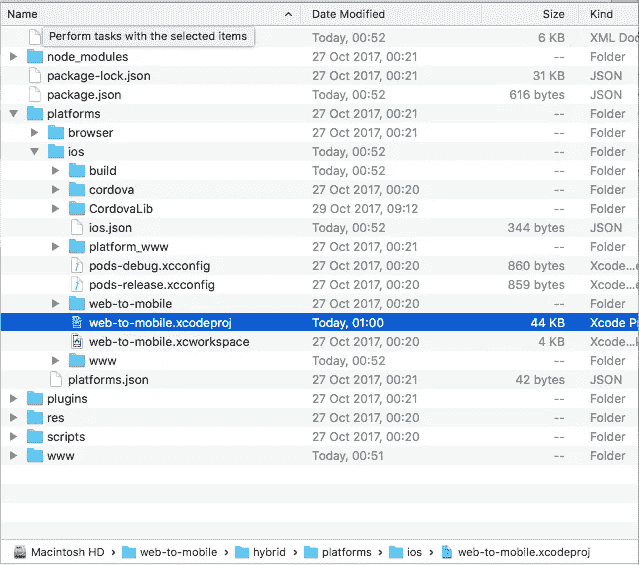 Name Date Modified Size Kind
Perform tasks with the selected items Today, 00:52 6 KB XML Doc
node_modules 27 Oct 2017, 00:21 -- Folder
package-lock.json 27 Oct 2017, 00:21 31 KB JSON
package.json Today, 00:52 616 bytes JSON
platforms 27 Oct 2017, 00:21 -- Folder
browser 27 Oct 2017, 00:21 -- Folder
ios Today, 00:52 -- Folder
build Today, 00:52 -- Folder
cordova 27 Oct 2017, 00:20 -- Folder
CordovaLib 29 Oct 2017, 09:12 -- Folder
ios.json Today, 00:52 344 bytes JSON
platform_www 27 Oct 2017, 00:21 -- Folder
pods-debug.xcconfig 27 Oct 2017, 00:20 860 bytes Xcode...e
pods-release.xcconfig 27 Oct 2017, 00:20 859 bytes Xcode...e
web-to-mobile 27 Oct 2017, 00:20 -- Folder
web-to-mobile.xcodeproj Today, 01:00 44 KB Xcode Pr
web-to-mobile.xcworkspace 27 Oct 2017, 00:20 4 KB Xcode...k
www Today, 00:52 -- Folder
platforms.json 27 Oct 2017, 00:21 42 bytes JSON
plugins 27 Oct 2017, 00:21 -- Folder
res 27 Oct 2017, 00:20 -- Folder
scripts 27 Oct 2017, 00:20 -- Folder
www Today, 00:51 -- Folder
Macintosh HD web-to-mobile hybrid platforms ios web-to-mobile.xcodeproj